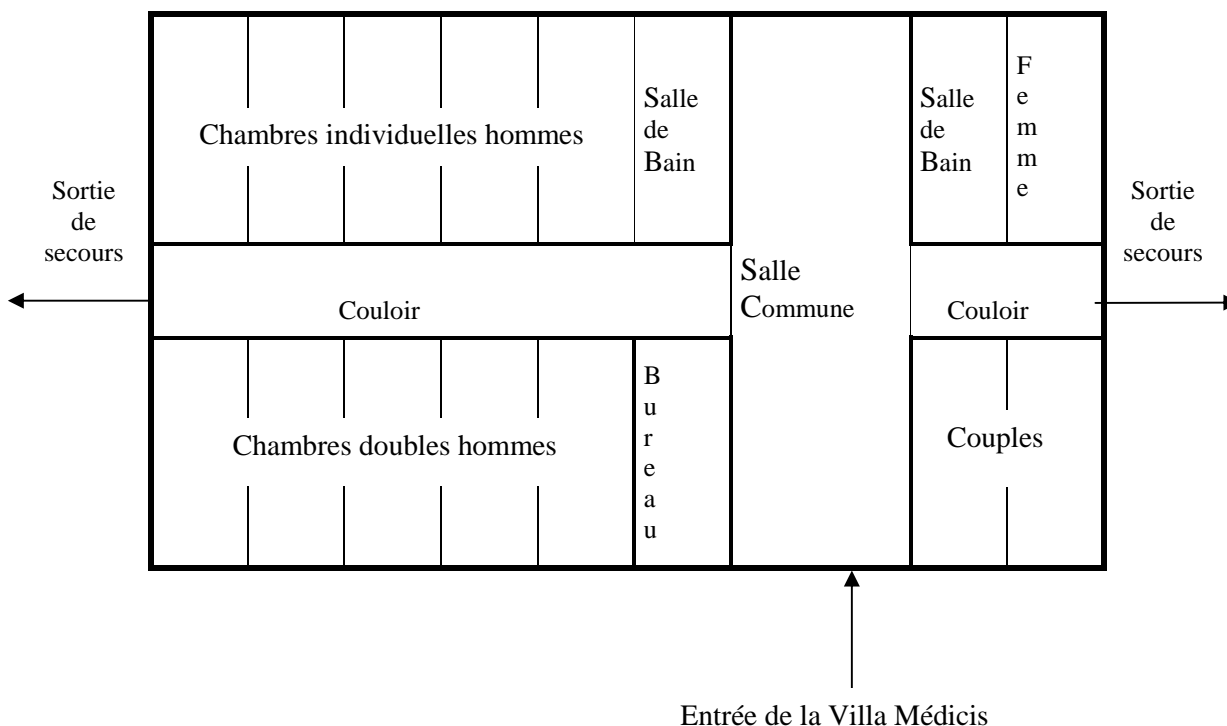 Chambres individuelles hommes
Salle
de
Bain
Salle
de
Bain
F
e
m
m
e
Sortie
de
secours
Sortie
de
secours
Couloir
Salle
Commune
Couloir
Chambres doubles hommes
B
u
r
e
a
u
Couples
Entrée de la Villa Médicis